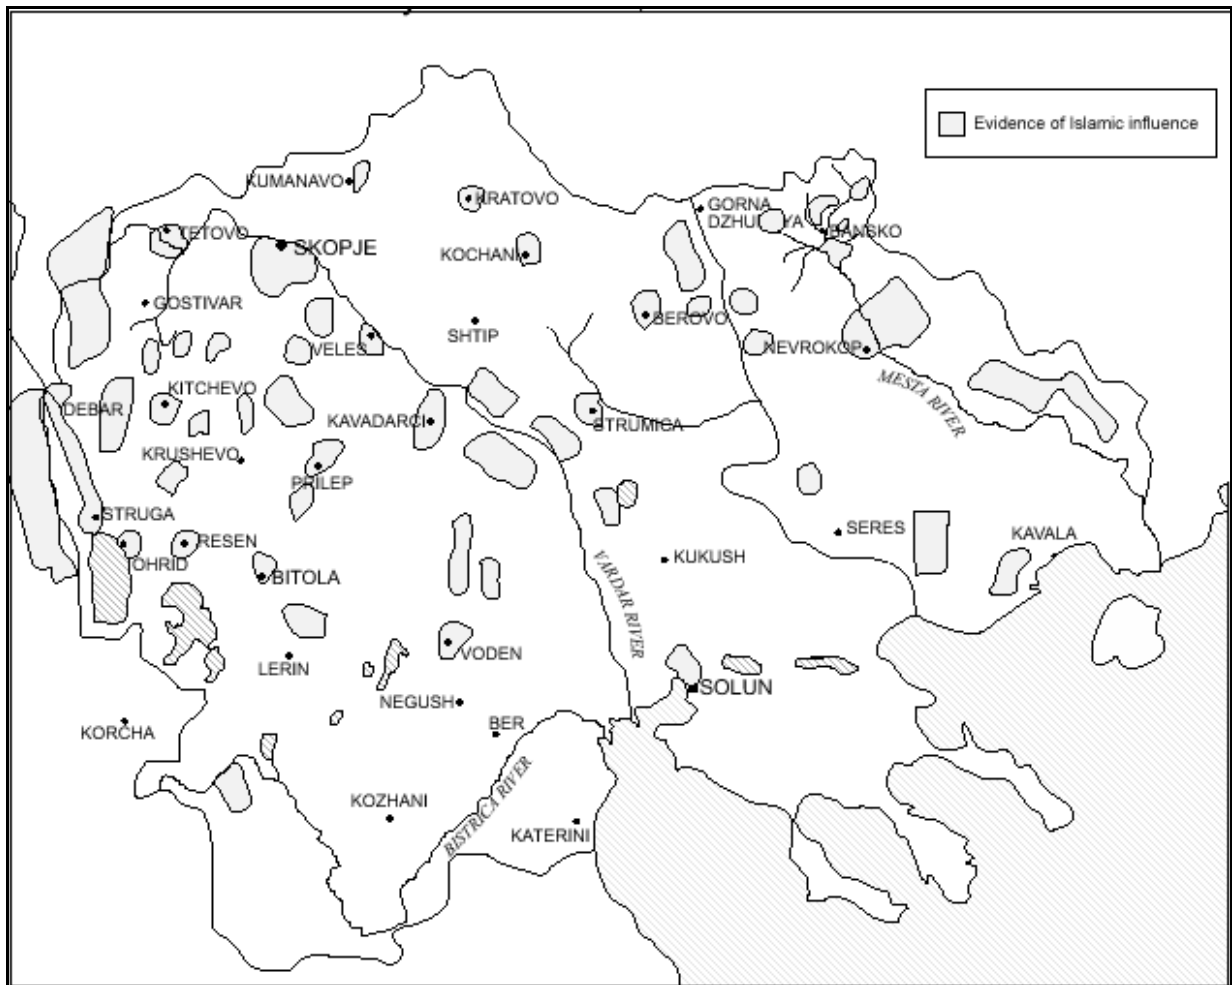 Evidence of Islamic influence
KUMANAVO
KRATOVO
GORNA
DZHUMAYA
BANSKO
TETOVO
SKOPJE
KOCHANI
GOSTIVAR
BEROVO
SHTIP
VELES
NEVROKOP
KITCHEVO
DEBAR
MESTA RIVER
KAVADARCI
STRUMICA
KRUSHEVO
PRILEP
STRUGA
SERES
KAVALA
OHRID
RESEN
BITOLA
KUKUSH
VARDAR RIVER
VODEN
LERIN
SOLUN
NEGUSH
BER
KORCHA
KOZHANI
BISTRICA RIVER
KATERINI